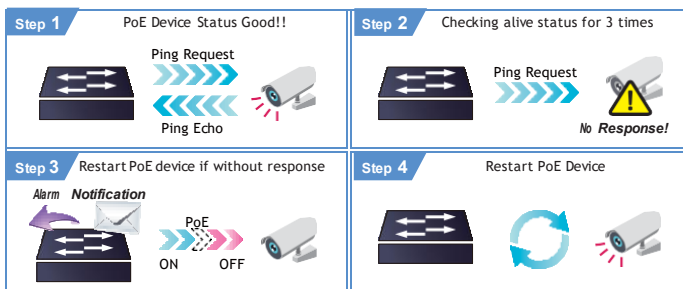 Step 1
PoE Device Status Good!!
Ping Request
Ping Echo
Step 2
Checking alive status for 3 times
Ping Request
No Response!
Step 3
Restart PoE device if without response
Alarm Notification
PoE
ON OFF
Step 4
Restart PoE Device